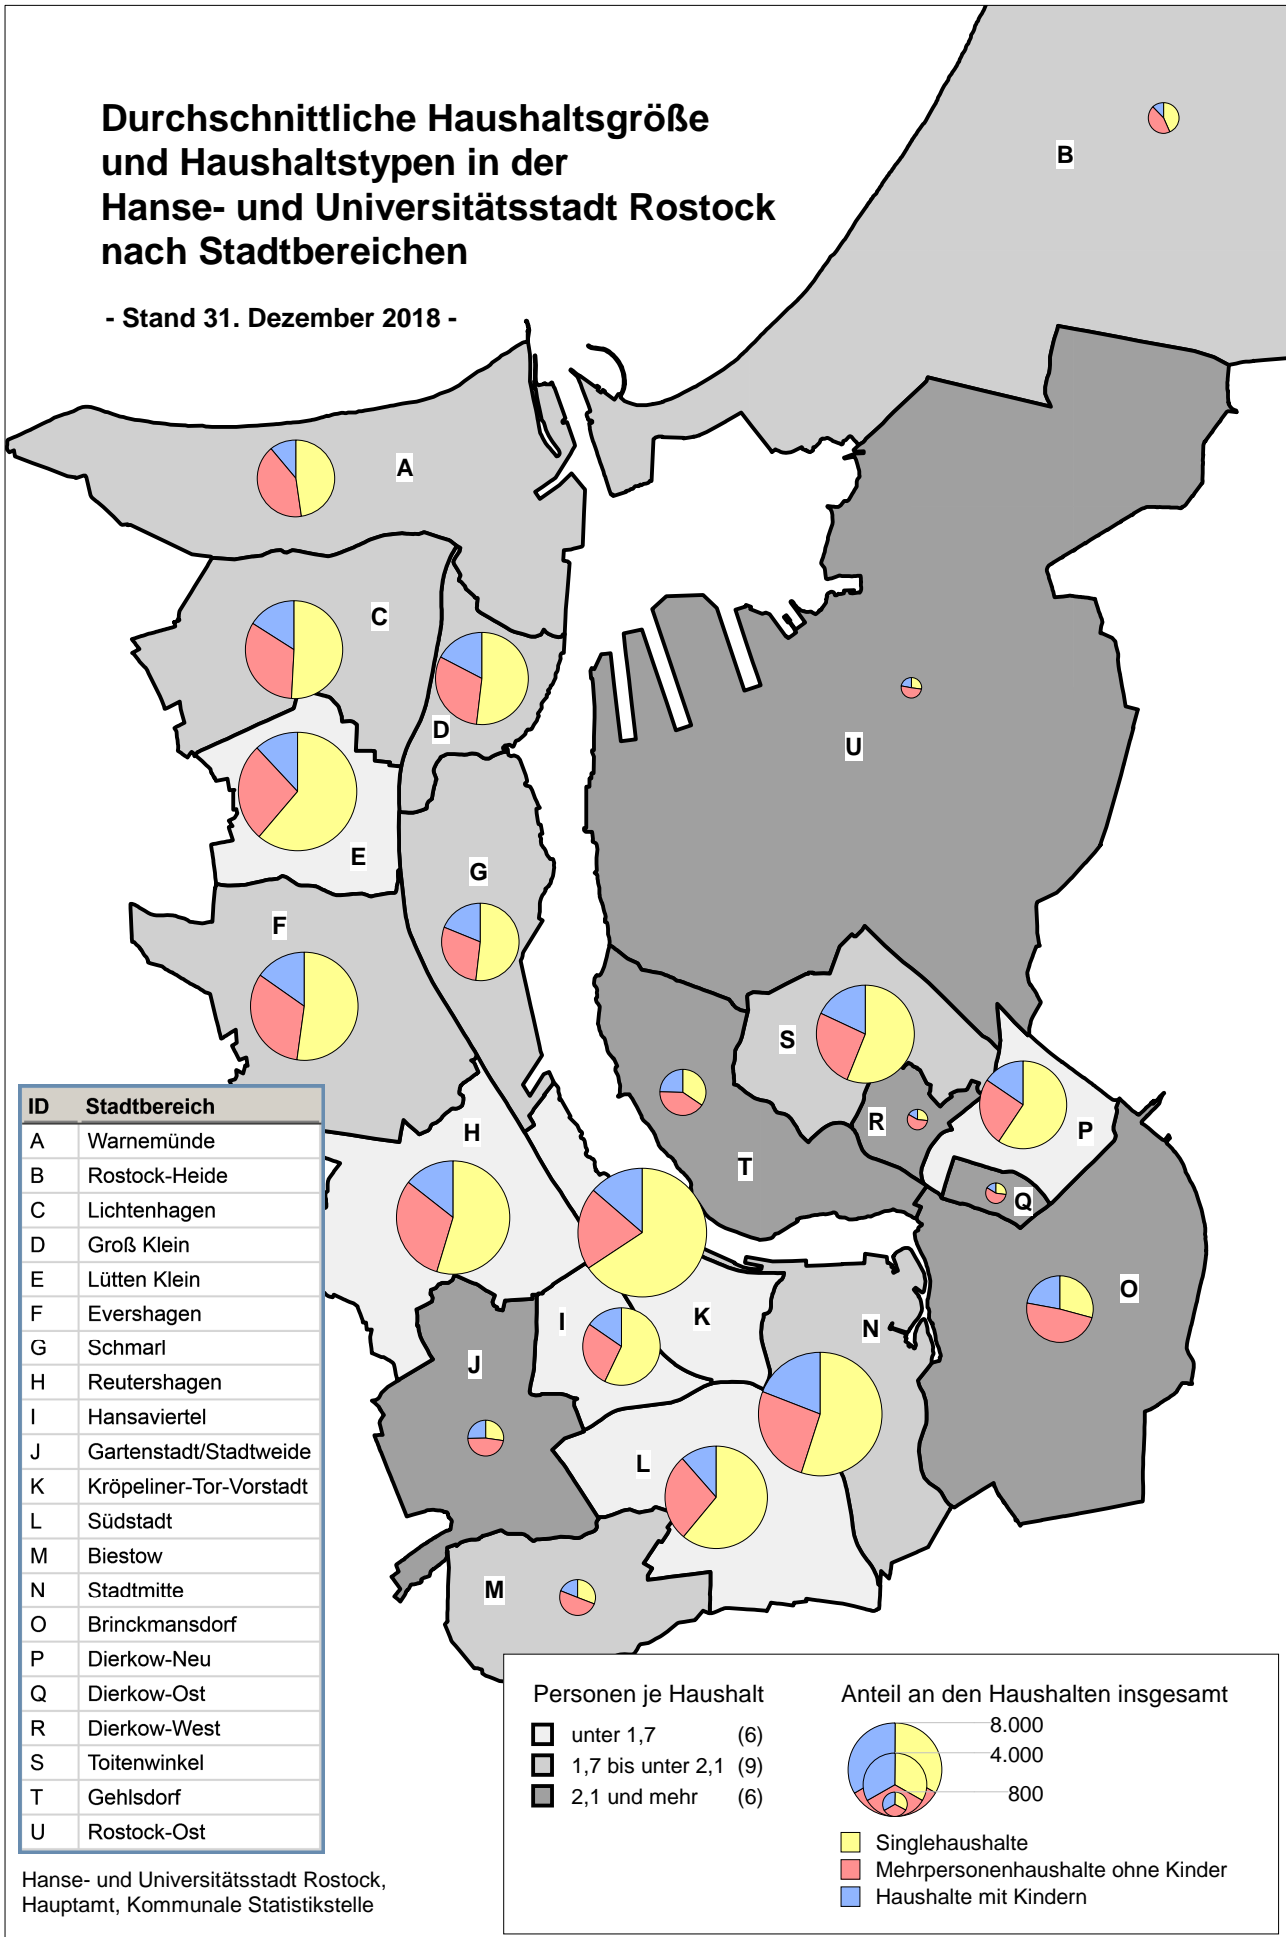 Durchschnittliche Haushaltsgröße
und Haushaltstypen in der
Hanse- und Universitätsstadt Rostock
nach Stadtbereichen
- Stand 31. Dezember 2018 -
B
A
C
D
U
E
G
F
S
R
P
H
T
Q
O
I
K
N
J
L
M
ID Stadtbereich
A Warnemünde
B Rostock-Heide
C Lichtenhagen
D Groß Klein
E Lütten Klein
F Evershagen
G Schmarl
H Reutershagen
I Hansaviertel
J Gartenstadt/Stadtweide
K Kröpeliner-Tor-Vorstadt
L Südstadt
M Biestow
N Stadtmitte
O Brinckmansdorf
P Dierkow-Neu
Q Dierkow-Ost
R Dierkow-West
S Toitenwinkel
T Gehlsdorf
U Rostock-Ost
Hanse- und Universitätsstadt Rostock,
Hauptamt, Kommunale Statistikstelle
Personen je Haushalt
unter 1,7 (6)
1,7 bis unter 2,1 (9)
2,1 und mehr (6)
Anteil an den Haushalten insgesamt
8.000
4.000
800
Singlehaushalte
Mehrpersonenhaushalte ohne Kinder
Haushalte mit Kindern